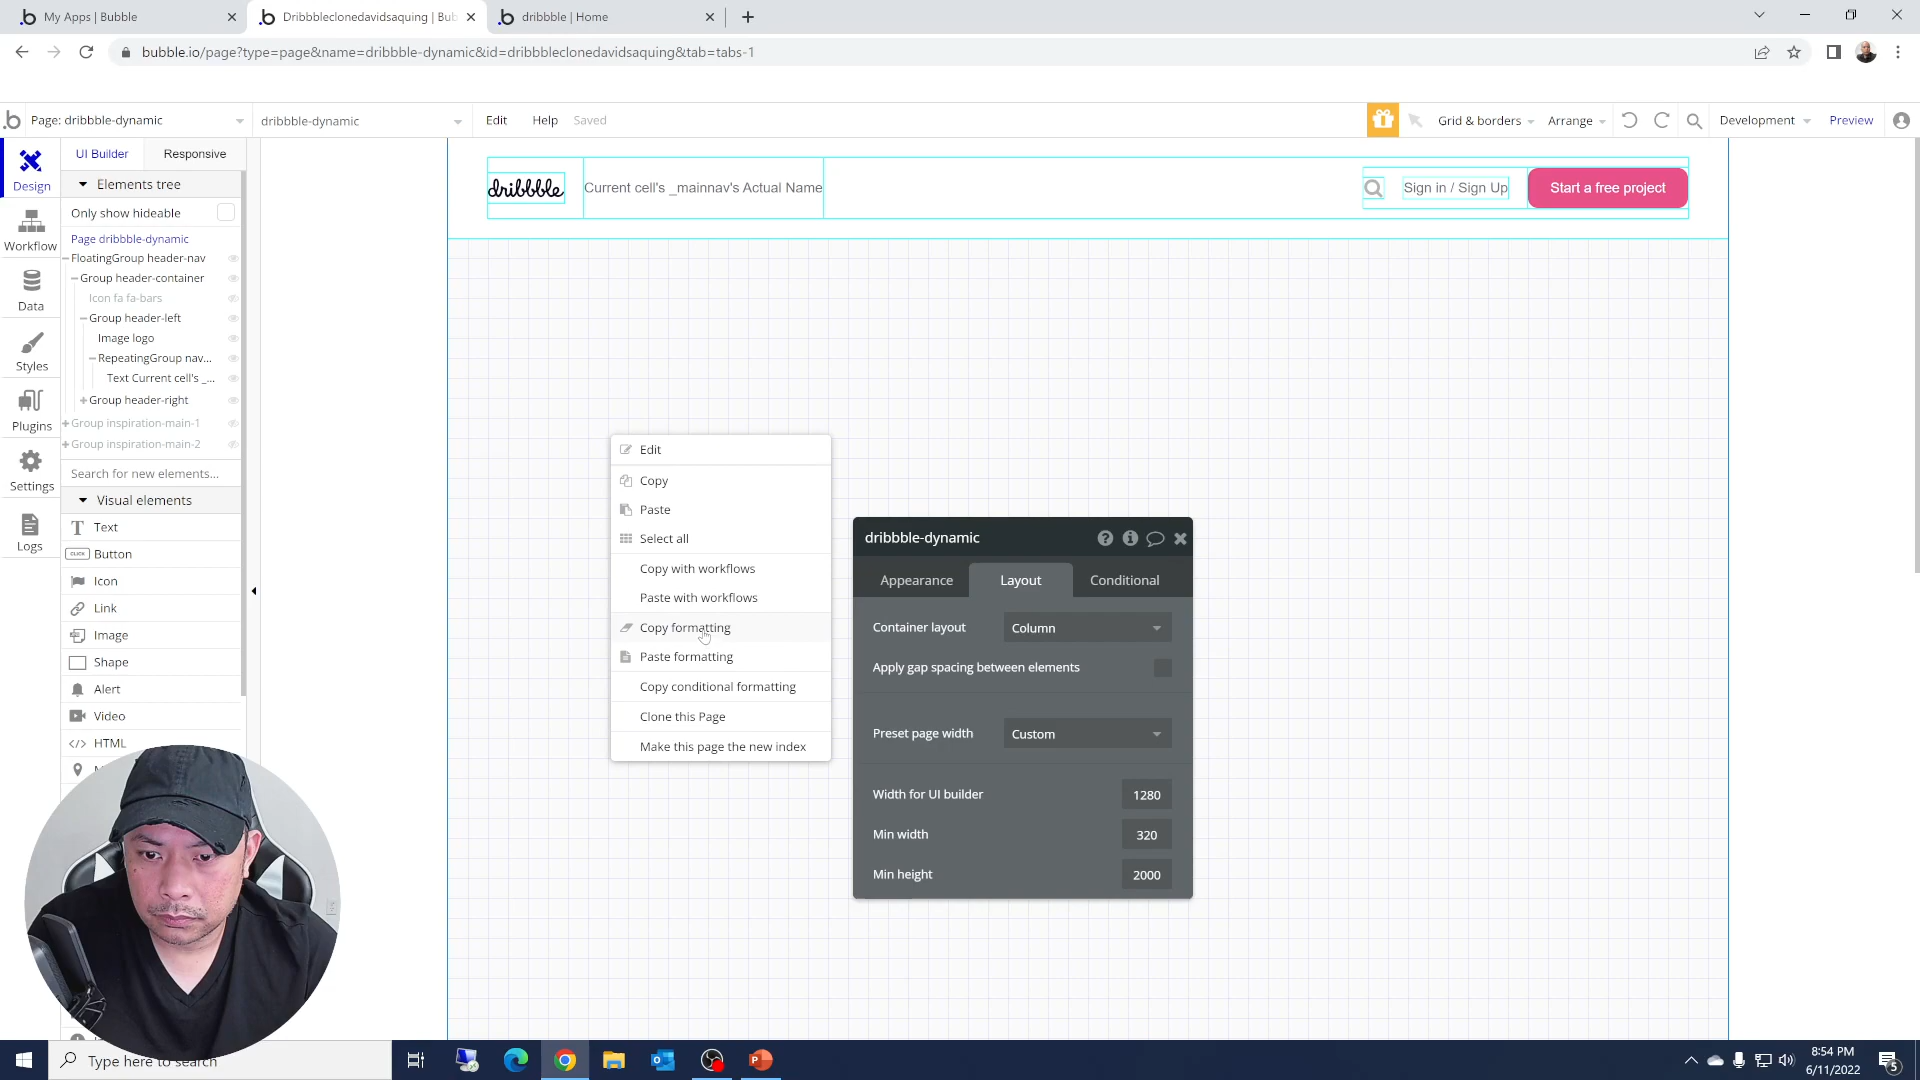 My Apps | Bubble
Dribbbleclonedavidsaquing | Bub
dribbble | Home
bubble.io/page?type=page&name=dribbble-dynamic&id=dribbbleclonedavidsaquing&tab=tabs-1
Page: dribbble-dynamic
dribbble-dynamic
Edit
Help
Saved
Grid & borders
Arrange
Development
Preview
Design
Workflow
Data
Styles
Plugins
Settings
Logs
UI Builder
Responsive
Elements tree
Only show hideable
Page dribbble-dynamic
FloatingGroup header-nav
Group header-container
Icon fa fa-bars
Group header-left
Image logo
RepeatingGroup nav...
Text Current cell's _...
Group header-right
Group inspiration-main-1
Group inspiration-main-2
Search for new elements...
Visual elements
Text
CLICK Button
Icon
Link
Image
Shape
Alert
Video
</> HTML
dribbble
Current cell's _mainnav's Actual Name
Sign in / Sign Up
Start a free project
Edit
Copy
Paste
Select all
Copy with workflows
Paste with workflows
Copy formatting
Paste formatting
Copy conditional formatting
Clone this Page
Make this page the new index
dribbble-dynamic
Appearance
Layout
Conditional
Container layout
Column
Apply gap spacing between elements
Preset page width
Custom
Width for UI builder
1280
Min width
320
Min height
2000
Type here to search
8:54 PM
6/11/2022
5